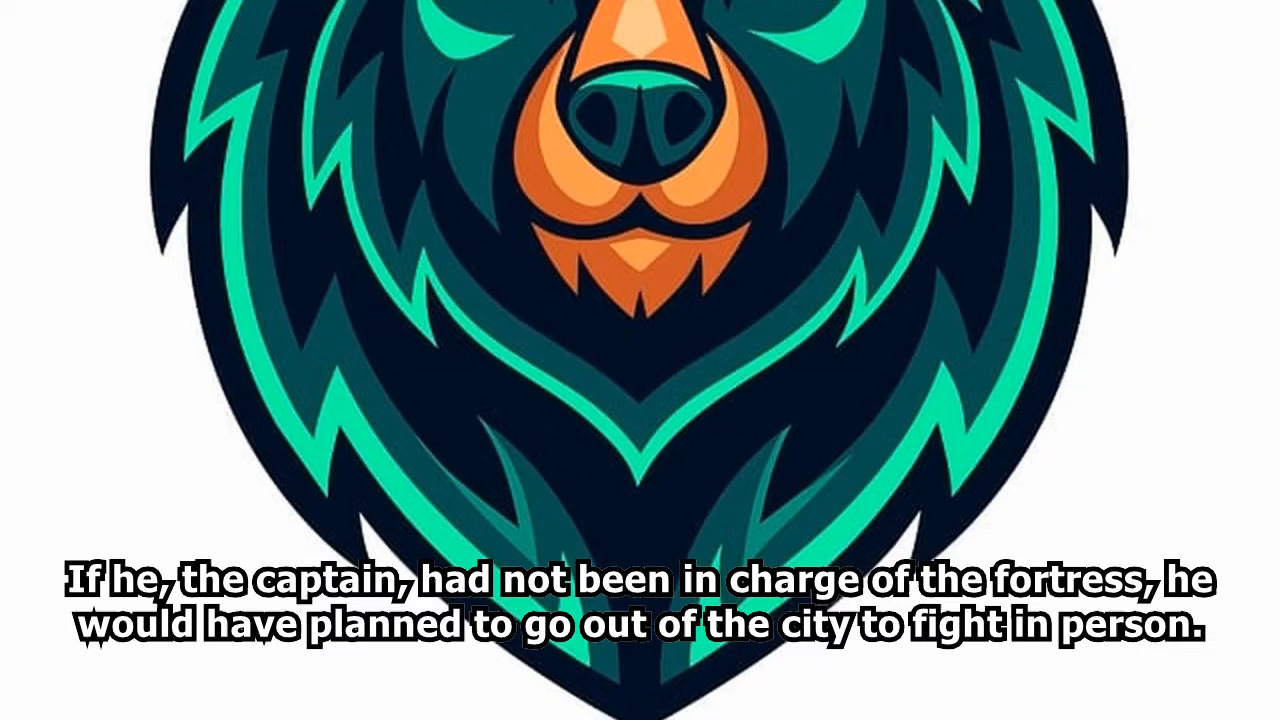 If he, the captain, had not been in charge of the fortress, he
would have planned to go out of the city to fight in person.